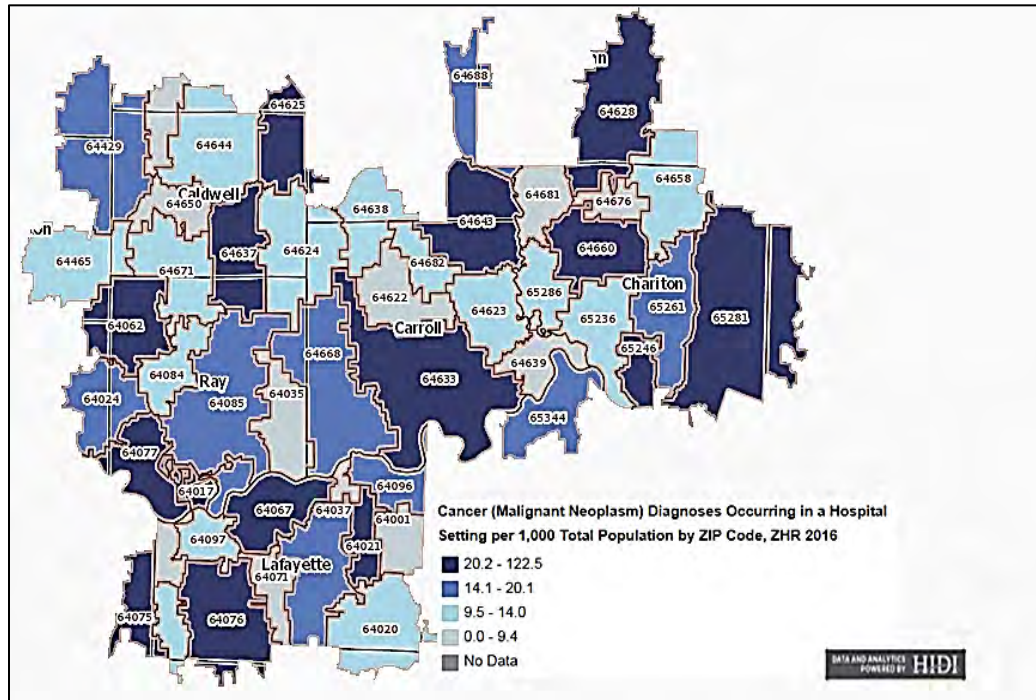 nn
64688
64625
64628
64429
64644
64658
Caldwell
64681
64676
64650
64638
64643
on
64660
64465
64637
64624
64682
64671
65286
Chariton
64622
64623
65261
65236
65281
64062
Carroll
65246
64668
64639
64084
Ray
64633
64024
64035
64085
65344
64077
64017
64096
64067
64037
64001
64097
64021
Lafayette
64071
64075
64076
64020
Cancer (Malignant Neoplasm) Diagnoses Occurring in a Hospital
Setting per 1,000 Total Population by ZIP Code, ZHR 2016
20.2 - 122.5
14.1 - 20.1
9.5 - 14.0
0.0 - 9.4
No Data
DATA AND ANALYTICS
POWERED BY HIDI